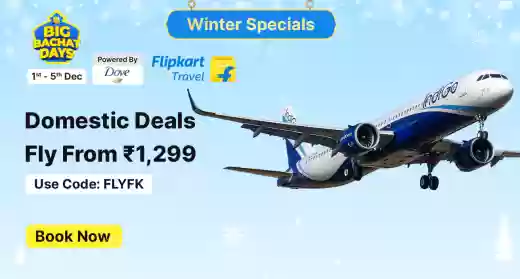 Winter Specials
BIG
BACHAT
DAYS
1st - 5th Dec
Powered By
Dove
Flipkart
Travel
Domestic Deals
Fly From ₹1,299
Use Code: FLYFK
Book Now
IndiGo